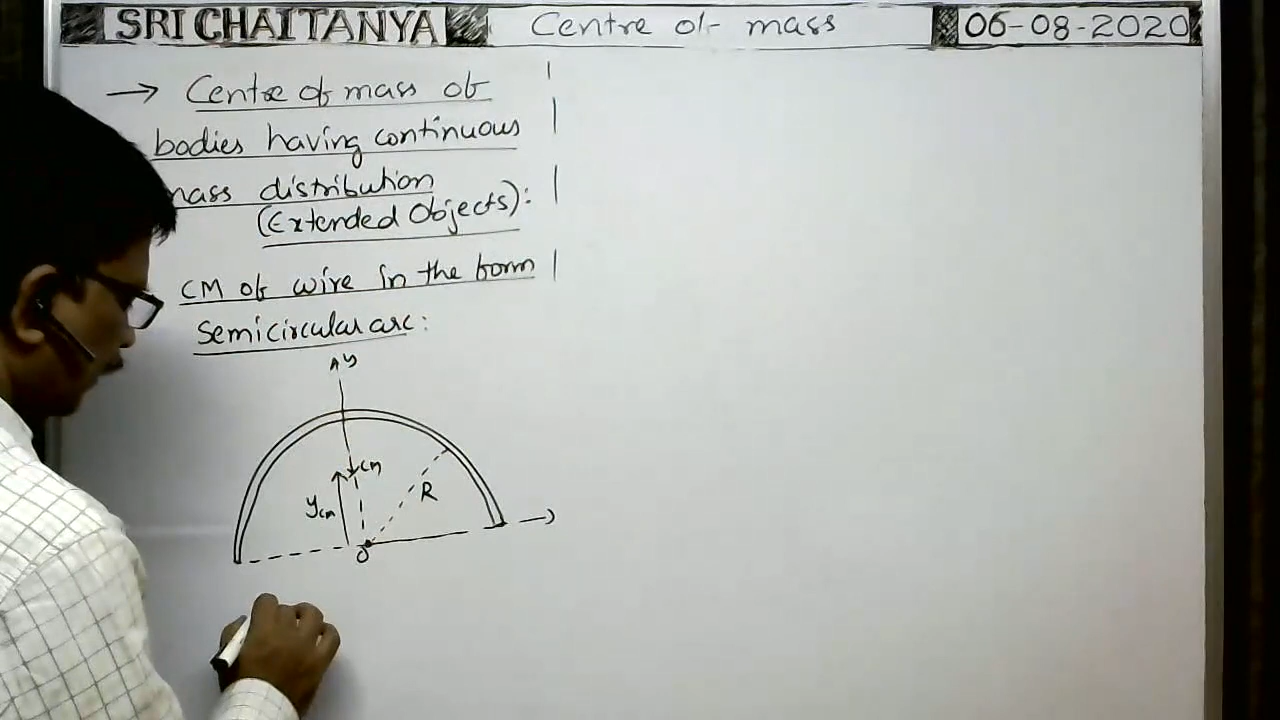 SRI CHAITANYA
Centre of mass
06-08-2020
→ Centre of mass of
bodies having continuous
mass distribution
(Extended Objects):
CM of wire in the form
semicircular arc:
y
CM
ycm
R
O